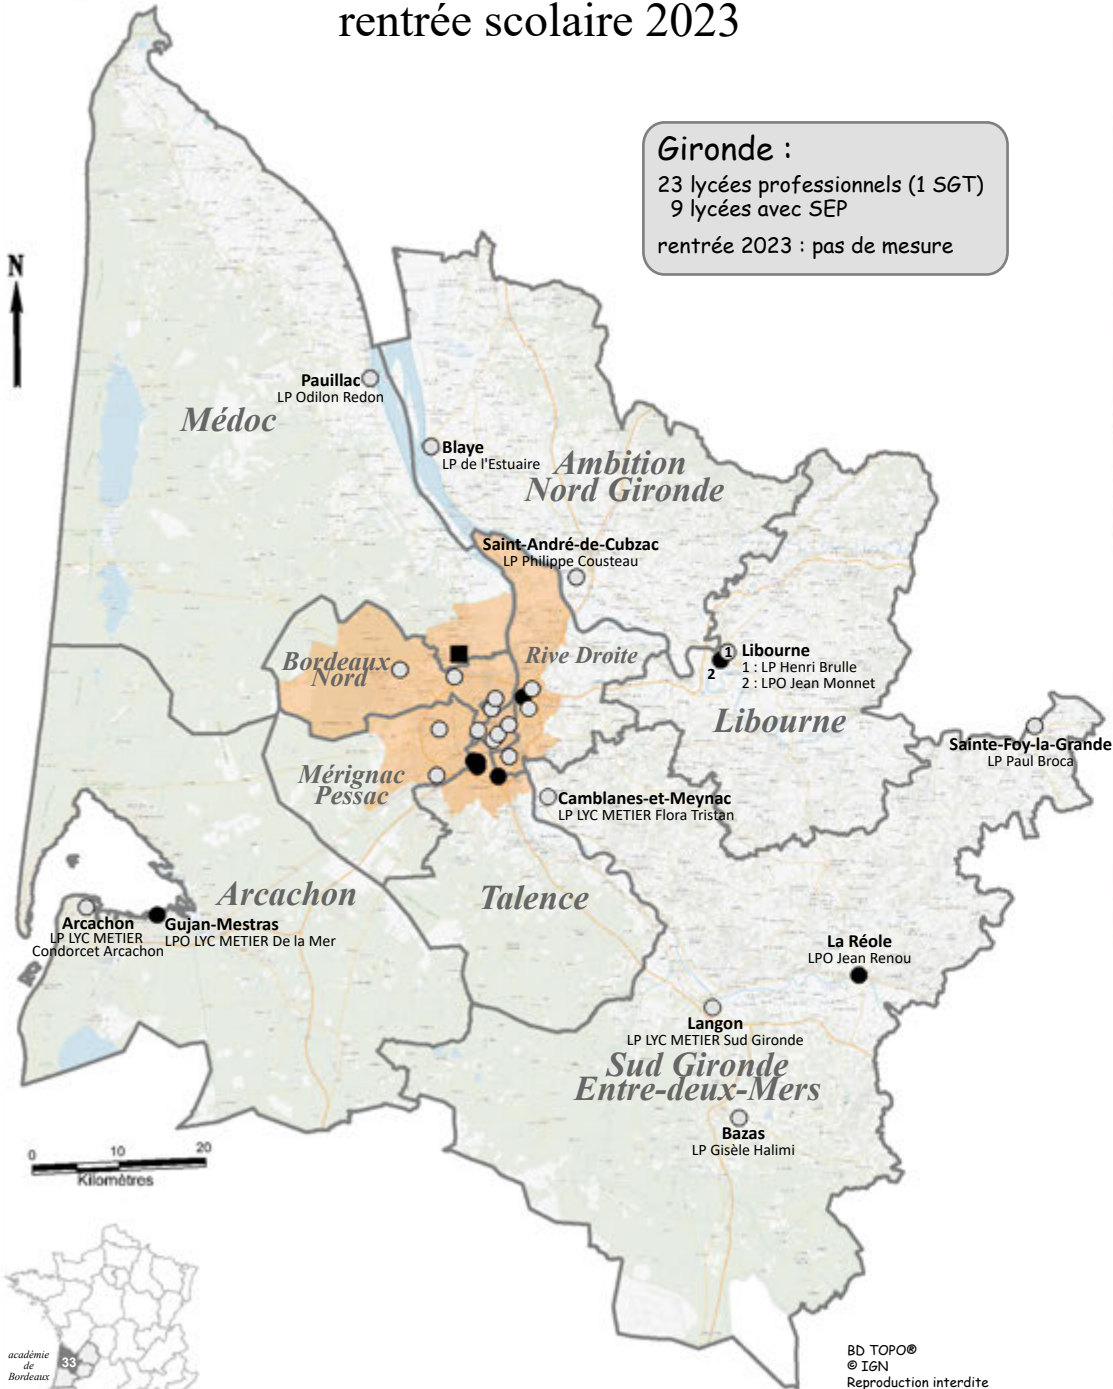 rentrée scolaire 2023
Gironde :
23 lycées professionnels (1 SGT)
9 lycées avec SEP
rentrée 2023 : pas de mesure
N
Pauillac
LP Odilon Redon
Médoc
Blaye
LP de l'Estuaire
Ambition
Nord Gironde
Saint-André-de-Cubzac
LP Philippe Cousteau
Bordeaux
Nord
Rive Droite
1
2
Libourne
1 : LP Henri Brulle
2 : LPO Jean Monnet
Libourne
Sainte-Foy-la-Grande
LP Paul Broca
Mérignac
Pessac
Camblanes-et-Meynac
LP LYC METIER Flora Tristan
Arcachon
Talence
Arcachon
LP LYC METIER
Condorcet Arcachon
Gujan-Mestras
LPO LYC METIER De la Mer
La Réole
LPO Jean Renou
Langon
LP LYC METIER Sud Gironde
Sud Gironde
Entre-deux-Mers
Bazas
LP Gisèle Halimi
0 10 20
Kilomètres
académie
de
Bordeaux
33
BD TOPO®
© IGN
Reproduction interdite